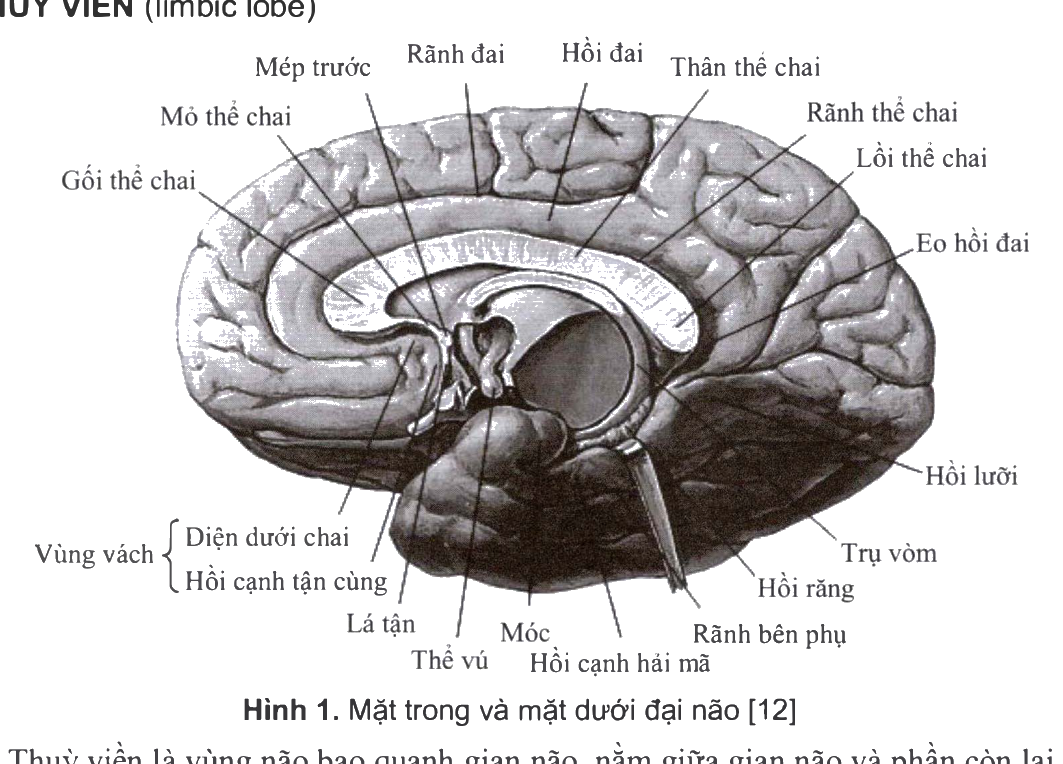 THUỲ VIỀN (limbic lobe)
Mép trước
Rãnh đai
Hồi đai
Thân thể chai
Mỏ thể chai
Rãnh thể chai
Gối thể chai
Lồi thể chai
Eo hồi đai
Hồi lưỡi
Vùng vách
Diện dưới chai
Hồi cạnh tận cùng
Trụ vòm
Hồi răng
Lá tận
Móc
Rãnh bên phụ
Thể vú
Hồi cạnh hải mã
Hình 1. Mặt trong và mặt dưới đại não [12]
Thuỳ viền là vùng não bao quanh gian não, nằm giữa gian não và phần còn lại